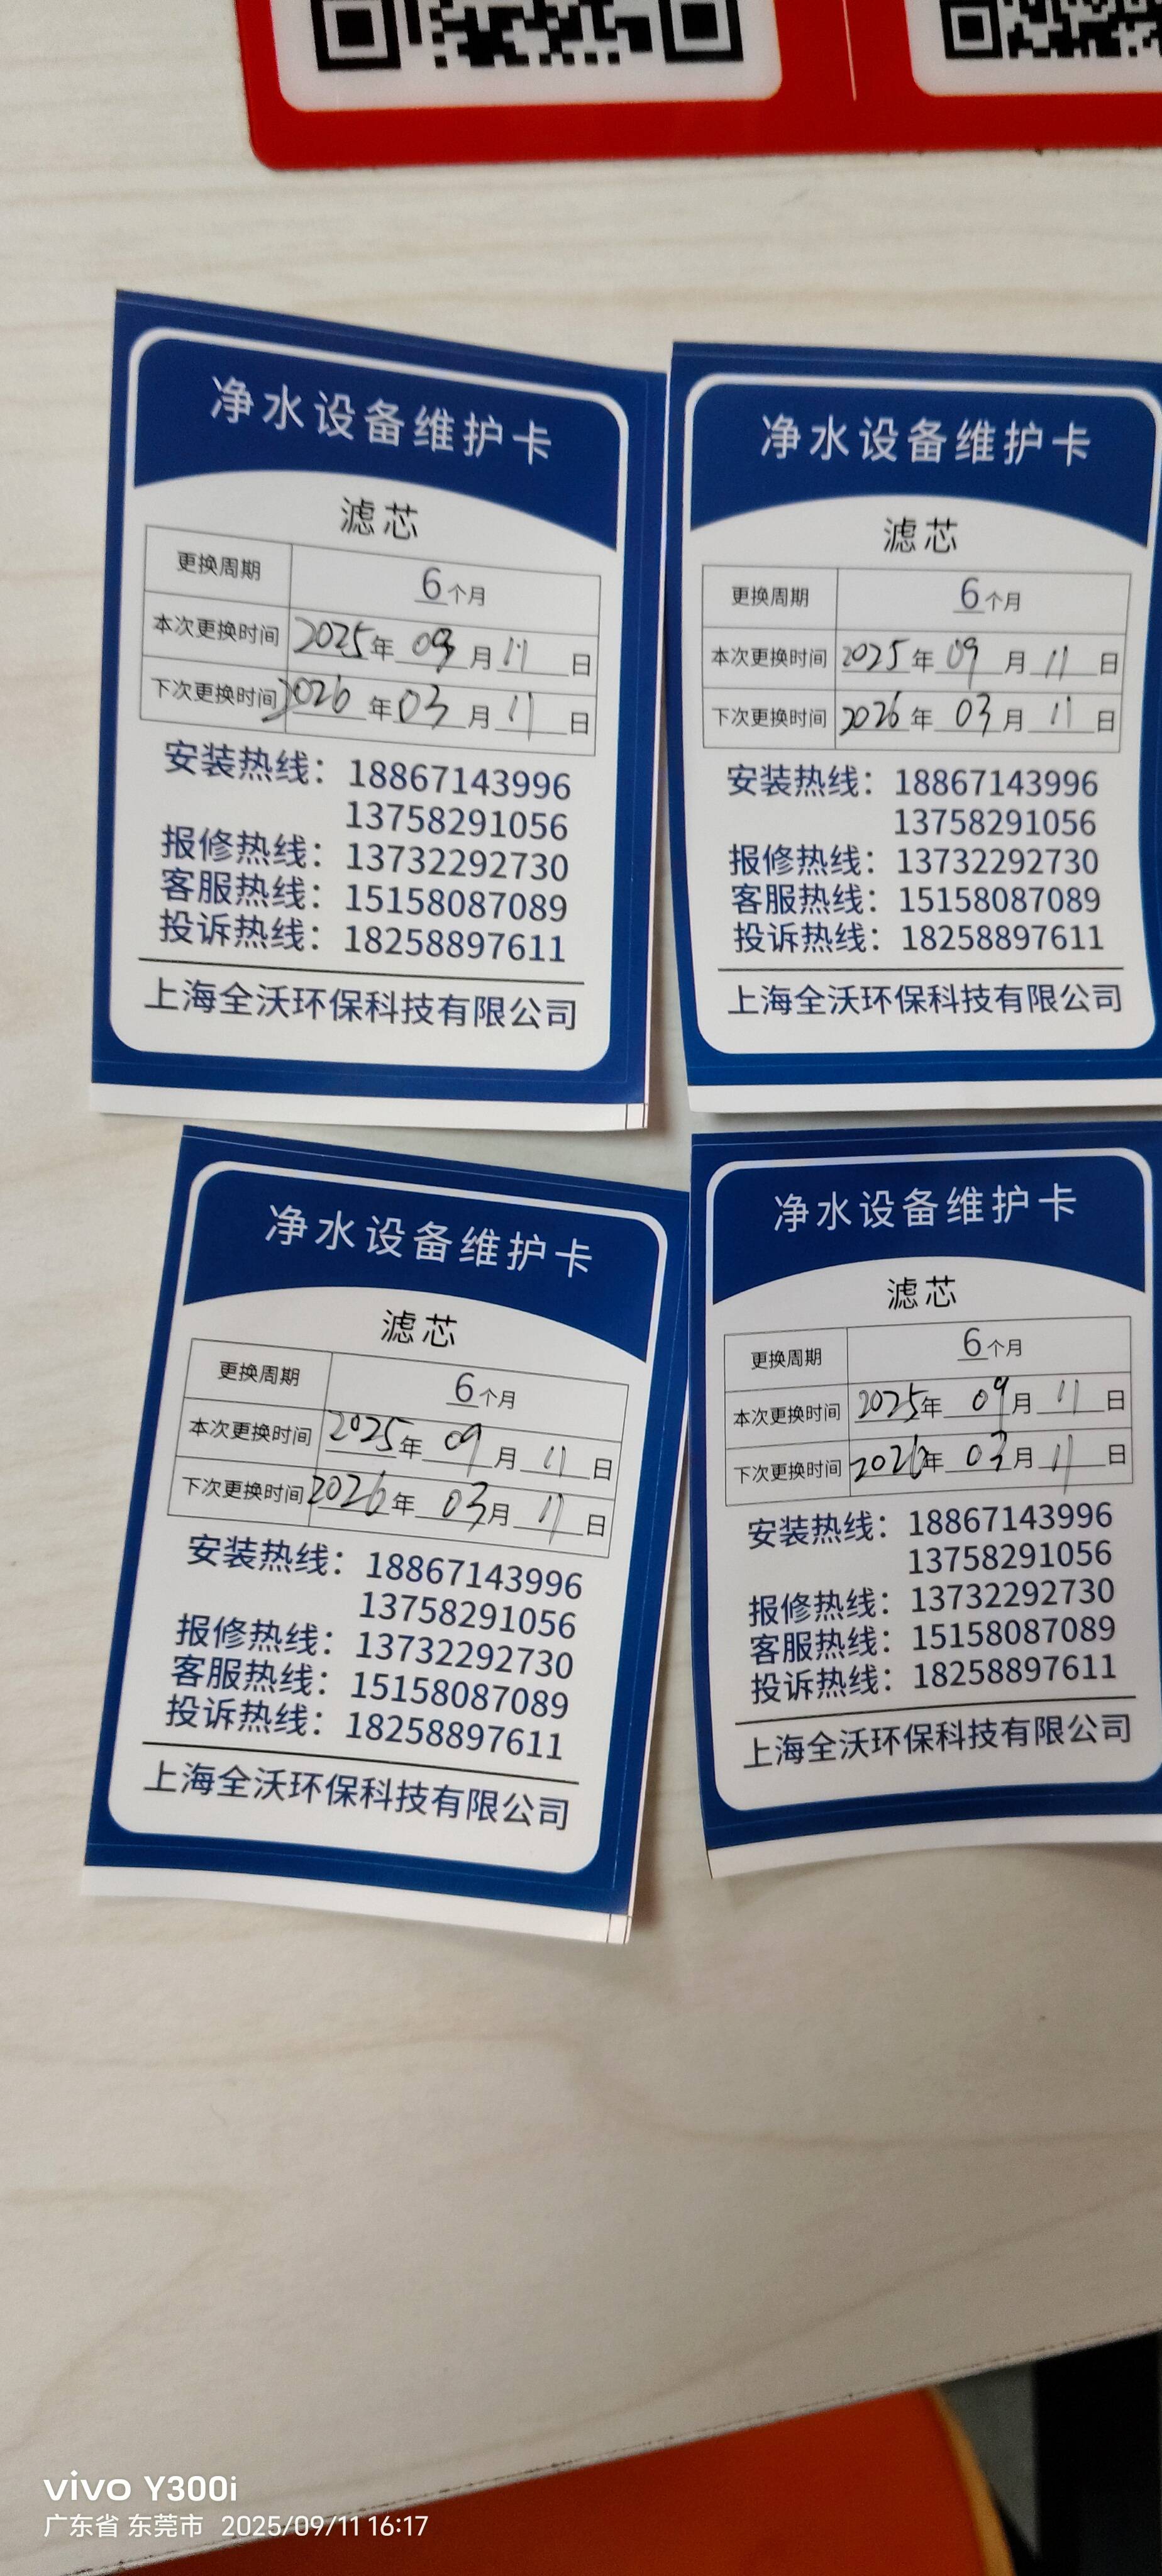 净水设备维护卡
滤芯
更换周期 6个月
本次更换时间 2025年 09月 11日
下次更换时间 2026年 03月 11日
安装热线：18867143996
13758291056
报修热线：13732292730
客服热线：15158087089
投诉热线：18258897611
上海全沃环保科技有限公司
净水设备维护卡
滤芯
更换周期 6个月
本次更换时间 2025年 09月 11日
下次更换时间 2026年 03月 11日
安装热线：18867143996
13758291056
报修热线：13732292730
客服热线：15158087089
投诉热线：18258897611
上海全沃环保科技有限公司
净水设备维护卡
滤芯
更换周期 6个月
本次更换时间 2025年 09月 11日
下次更换时间 2026年 03月 11日
安装热线：18867143996
13758291056
报修热线：13732292730
客服热线：15158087089
投诉热线：18258897611
上海全沃环保科技有限公司
净水设备维护卡
滤芯
更换周期 6个月
本次更换时间 2025年 09月 11日
下次更换时间 2026年 03月 11日
安装热线：18867143996
13758291056
报修热线：13732292730
客服热线：15158087089
投诉热线：18258897611
上海全沃环保科技有限公司
vivo Y300i
广东省 东莞市 2025/09/11 16:17